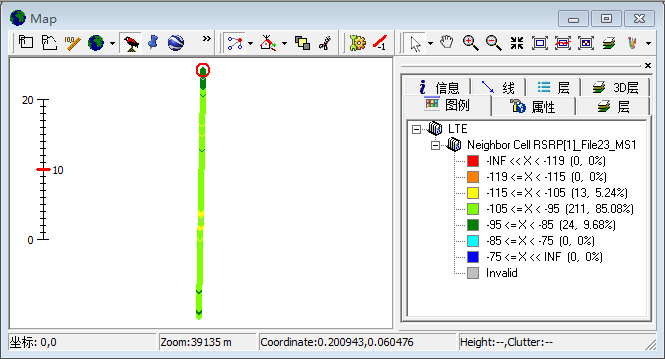 Map
»
-1
»
信息
线
层
3D层
图例
属性
层
20
10
0
LTE
Neighbor Cell RSRP[1]_File23_MS1
-INF << X < -119 (0, 0%)
-119 <= X < -115 (0, 0%)
-115 <= X < -105 (13, 5.24%)
-105 <= X < -95 (211, 85.08%)
-95 <= X < -85 (24, 9.68%)
-85 <= X < -75 (0, 0%)
-75 <= X << INF (0, 0%)
Invalid
坐标: 0,0
Zoom:39135 m
Coordinate:0.200943,0.060476
Height:--,Clutter:--